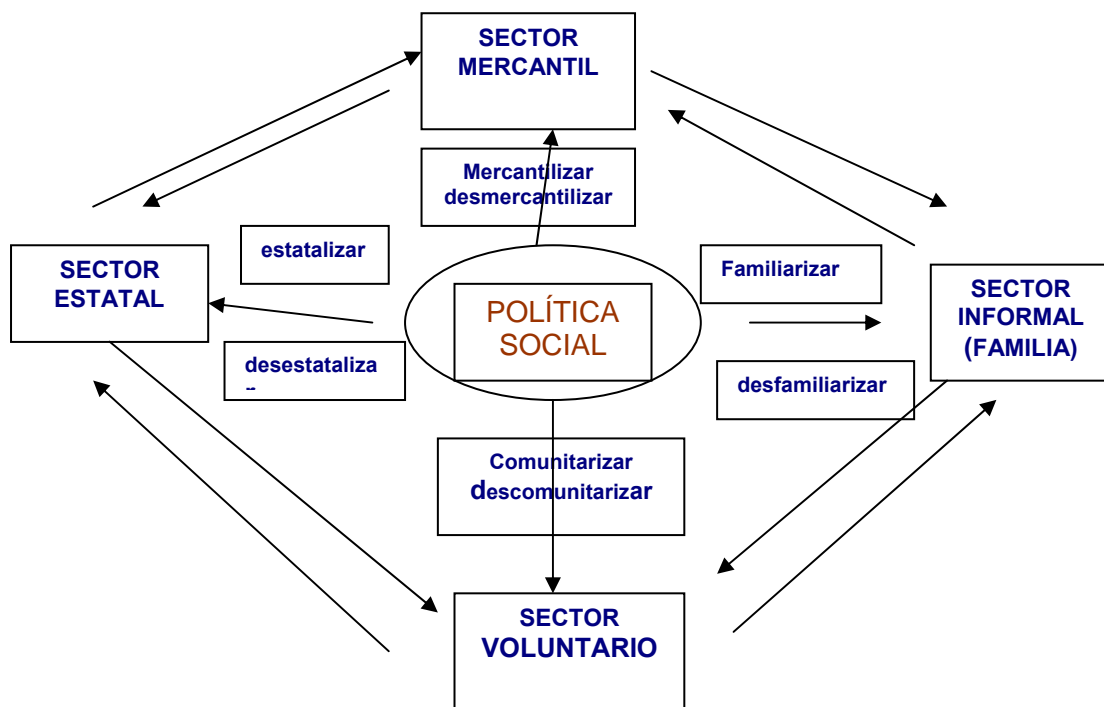 SECTOR
MERCANTIL
Mercantilizar
desmercantilizar
estatalizar
Familiarizar
SECTOR
ESTATAL
POLÍTICA
SOCIAL
SECTOR
INFORMAL
(FAMILIA)
desestataliza
desfamiliarizar
Comunitarizar
descomunitarizar
SECTOR
VOLUNTARIO